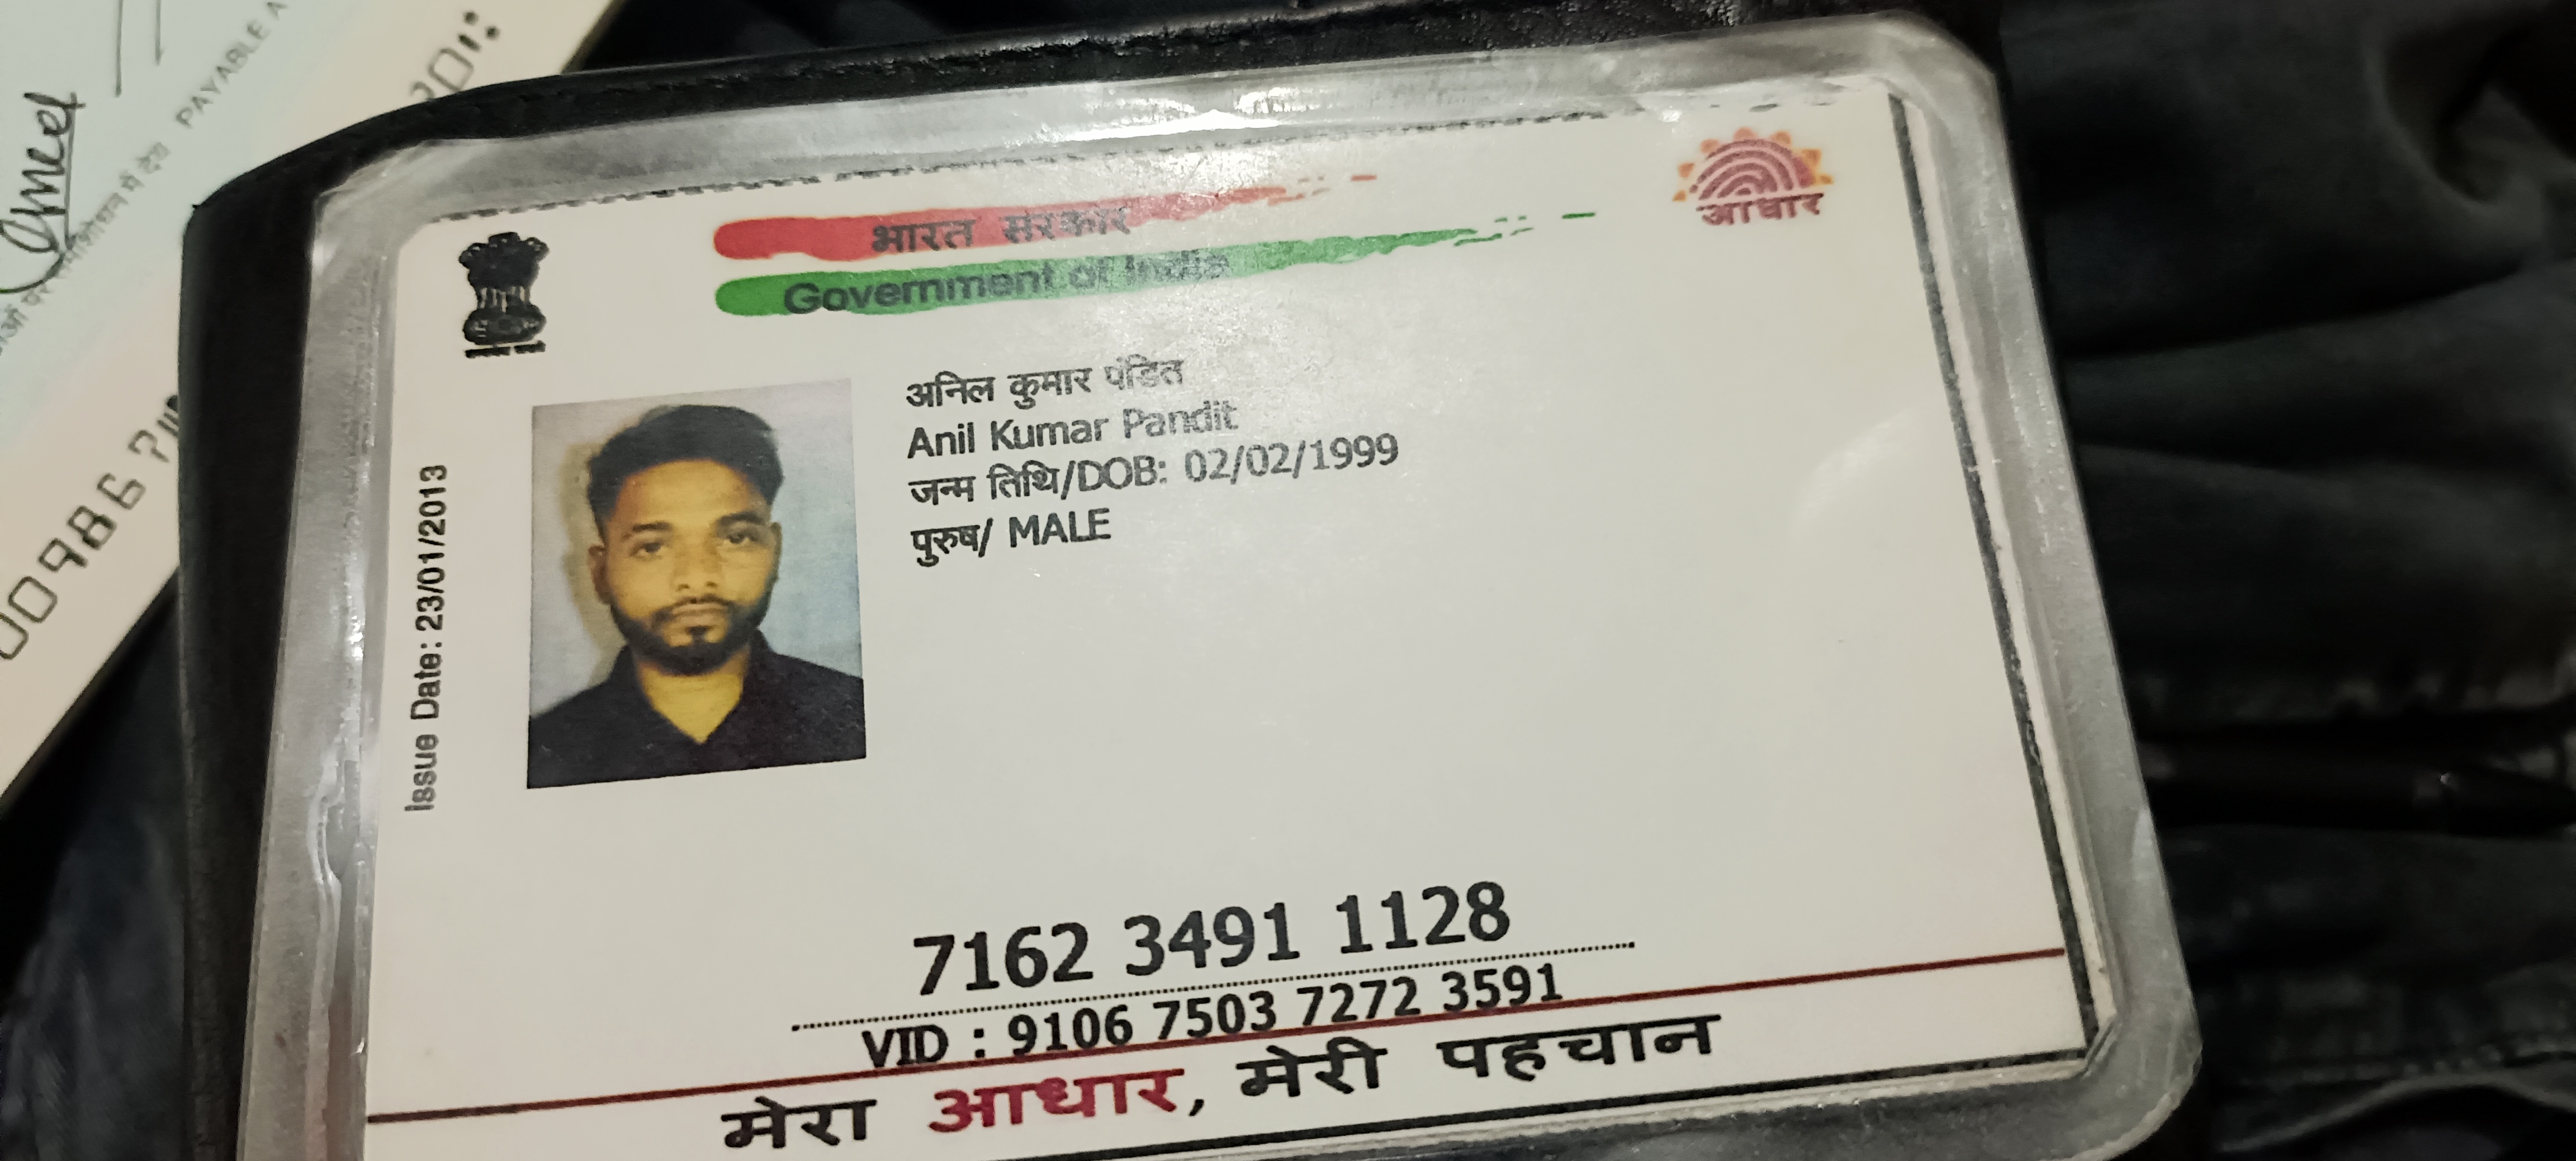 PAYABLE A
00986
आधार
भारत सरकार
Government of India
अनिल कुमार पंडित
Anil Kumar Pandit
जन्म तिथि/DOB: 02/02/1999
पुरुष/ MALE
Issue Date: 23/01/2013
7162 3491 1128
VID : 9106 7503 7272 3591
मेरा आधार, मेरी पहचान